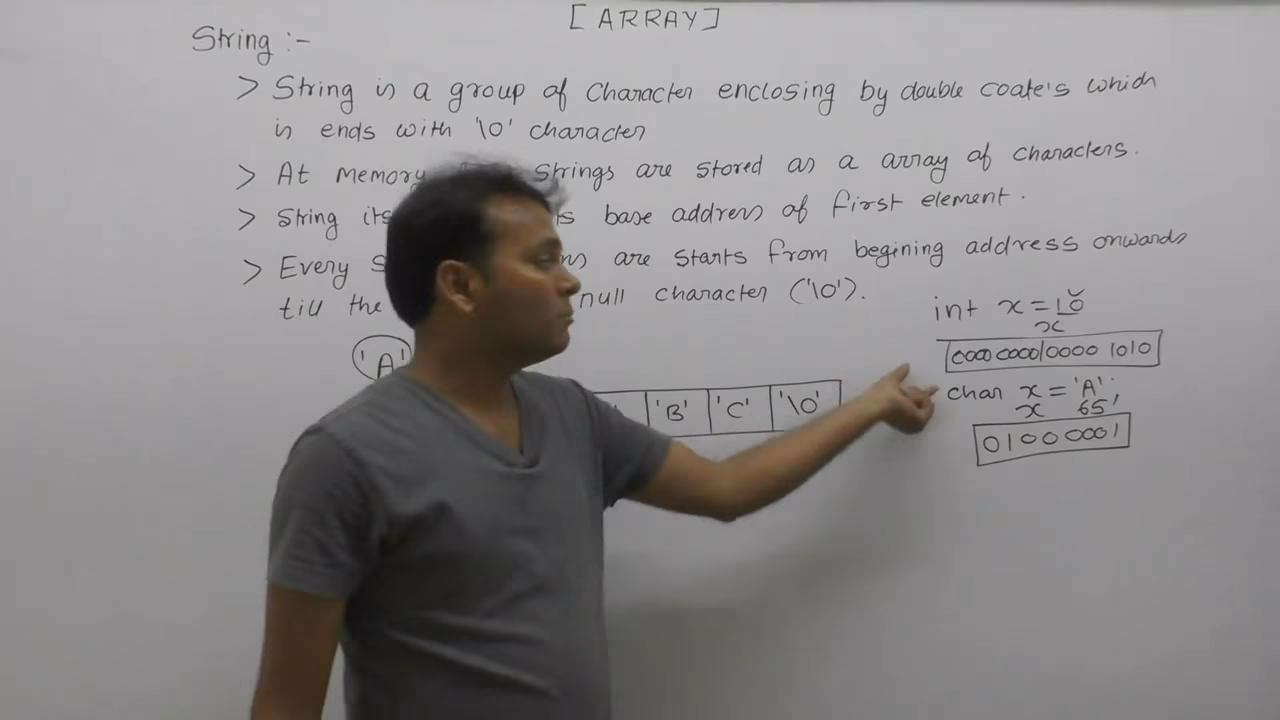 [ARRAY]
String :-
> String is a group of character enclosing by double coate's which
is ends with '\0' character
> At memory strings are stored as a array of characters.
> String base address of first element.
> Every are starts from begining address onwards
till the null character ('\0').
int x = 10
x
00000000|0000 1010
'A'
char x = 'A';
x 65
'B' 'C' '\0'
01000001